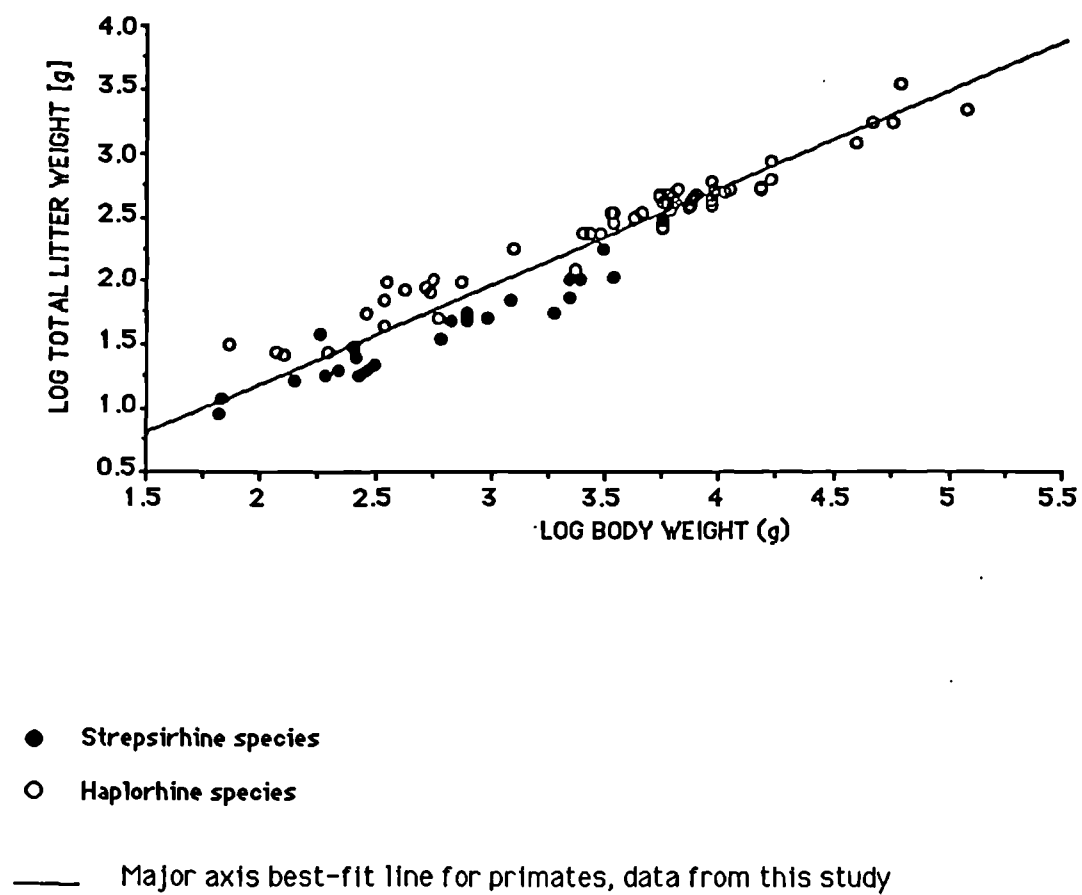 LOG TOTAL LITTER WEIGHT [g]
4.0
3.5
3.0
2.5
2.0
1.5
1.0
0.5
1.5 2 2.5 3 3.5 4 4.5 5 5.5
LOG BODY WEIGHT (g)
Strepsirhine species
Haplorhine species
Major axis best-fit line for primates, data from this study